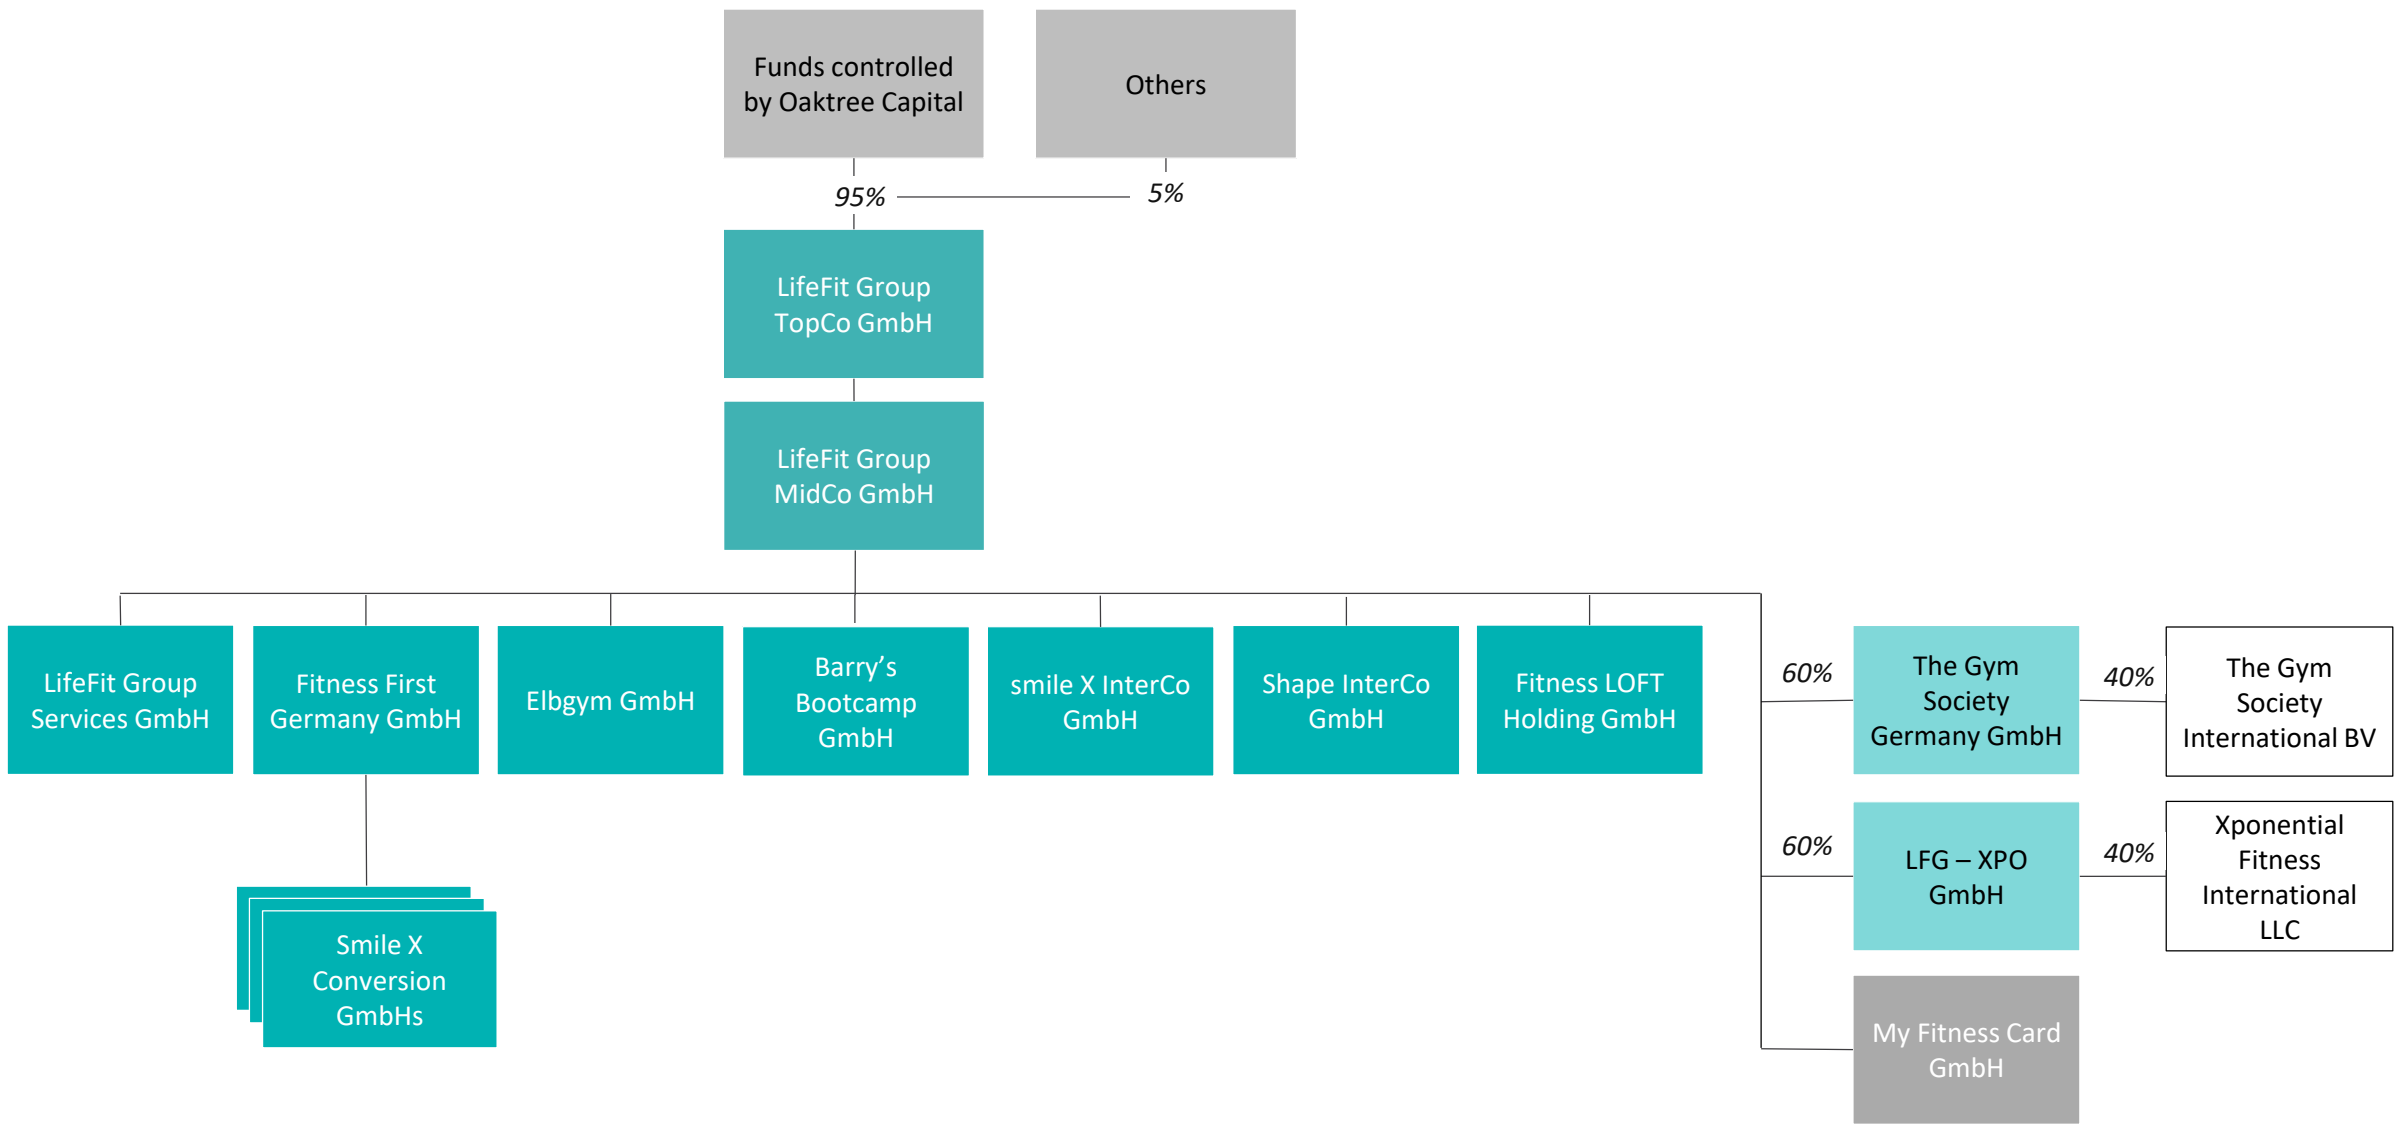 Funds controlled
by Oaktree Capital
Others
95%
5%
LifeFit Group
TopCo GmbH
LifeFit Group
MidCo GmbH
LifeFit Group
Services GmbH
Fitness First
Germany GmbH
Elbgym GmbH
Barry’s
Bootcamp
GmbH
smile X InterCo
GmbH
Shape InterCo
GmbH
Fitness LOFT
Holding GmbH
60%
The Gym
Society
Germany GmbH
40%
The Gym
Society
International BV
60%
LFG – XPO
GmbH
40%
Xponential
Fitness
International
LLC
Smile X
Conversion
GmbHs
My Fitness Card
GmbH